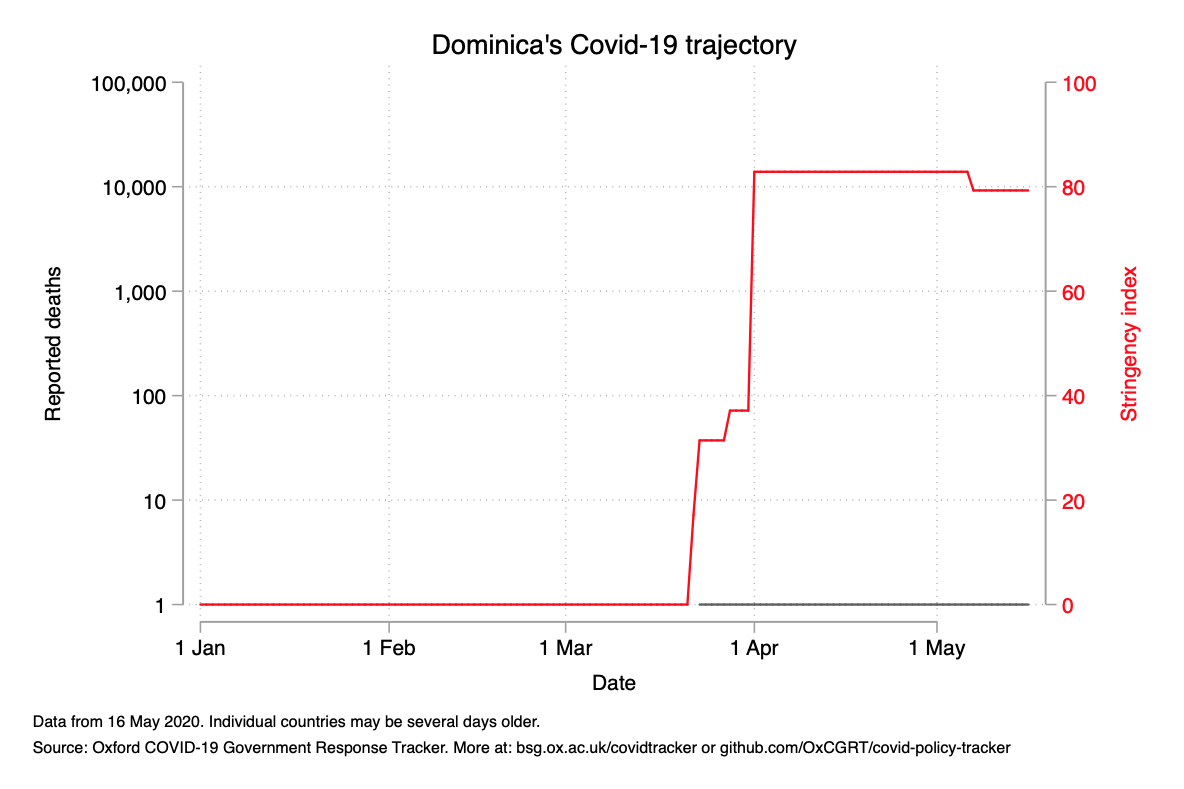 Dominica's Covid-19 trajectory
100,000
10,000
1,000
100
10
1
Reported deaths
100
80
60
40
20
0
Stringency index
1 Jan
1 Feb
1 Mar
1 Apr
1 May
Date
Data from 16 May 2020. Individual countries may be several days older.
Source: Oxford COVID-19 Government Response Tracker. More at: bsg.ox.ac.uk/covidtracker or github.com/OxCGRT/covid-policy-tracker